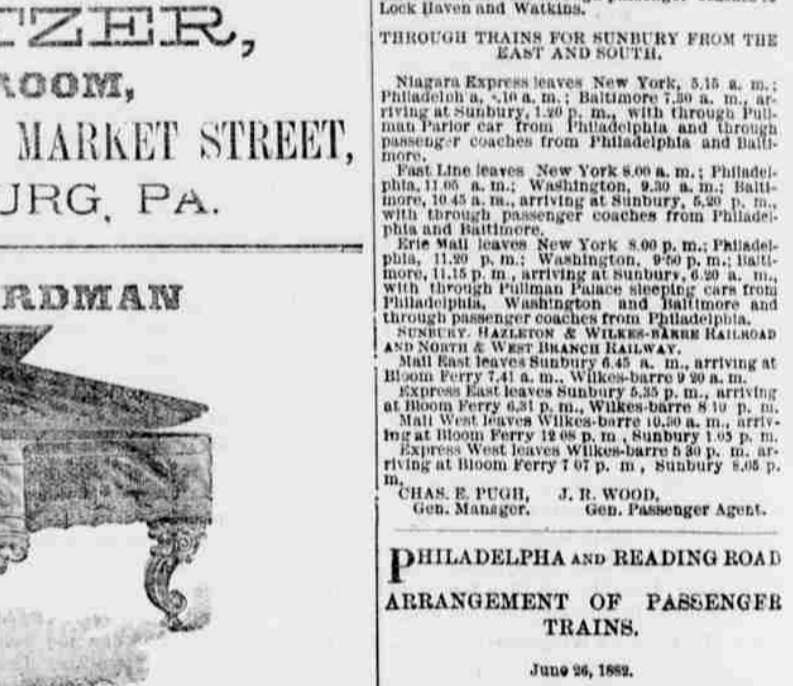 TZER,
ROOM,
MARKET STREET,
URG, PA.
RDMAN
Lock Haven and Watkins.
THROUGH TRAINS FOR SUNBURY FROM THE
EAST AND SOUTH.
Niagara Express leaves New York, 5.15 a. m.;
Philadelph'a, .10 a. m.; Baltimore 7.30 a. m., ar-
riving at Sunbury, 1.20 p. m., with through Pull-
man Parlor car from Philadelphia and through
passenger coaches from Philadelphia and Balti-
more.
Fast Line leaves New York 8.00 a. m.; Philadel-
phia, 11.05 a. m.; Washington, 9.30 a. m.; Balti-
more, 10.45 a. m., arriving at Sunbury, 5.20 p. m.,
with through passenger coaches from Philadel-
phia and Baltimore.
Erie Mail leaves New York 8.00 p. m.; Philadel-
phia, 11.20 p. m.; Washington, 9.50 p. m.; Balti-
more, 11.15 p. m., arriving at Sunbury, 6.20 a. m.,
with through Pullman Palace sleeping cars from
Philadelphia, Washington and Baltimore and
through passenger coaches from Philadelphia.
SUNBURY, HAZLETON & WILKES-BARRE RAILROAD
AND NORTH & WEST BRANCH RAILWAY.
Mail East leaves Sunbury 6.45 a. m., arriving at
Bloom Ferry 7.41 a. m., Wilkes-barre 9 20 a. m.
Express East leaves Sunbury 5.35 p. m., arriving
at Bloom Ferry 6,31 p. m., Wilkes-barre 8 10 p. m.
Mail West leaves Wilkes-barre 10.30 a. m., arriv-
ing at Bloom Ferry 12 08 p. m , Sunbury 1.05 p. m.
Express West leaves Wilkes-barre 5 30 p. m. ar-
riving at Bloom Ferry 7 07 p. m , Sunbury 8.05 p.
m.
CHAS. E. PUGH, J. R. WOOD,
Gen. Manager. Gen. Passenger Agent.
PHILADELPHA AND READING ROAD
ARRANGEMENT OF PASSENGER
TRAINS.
June 26, 1882.